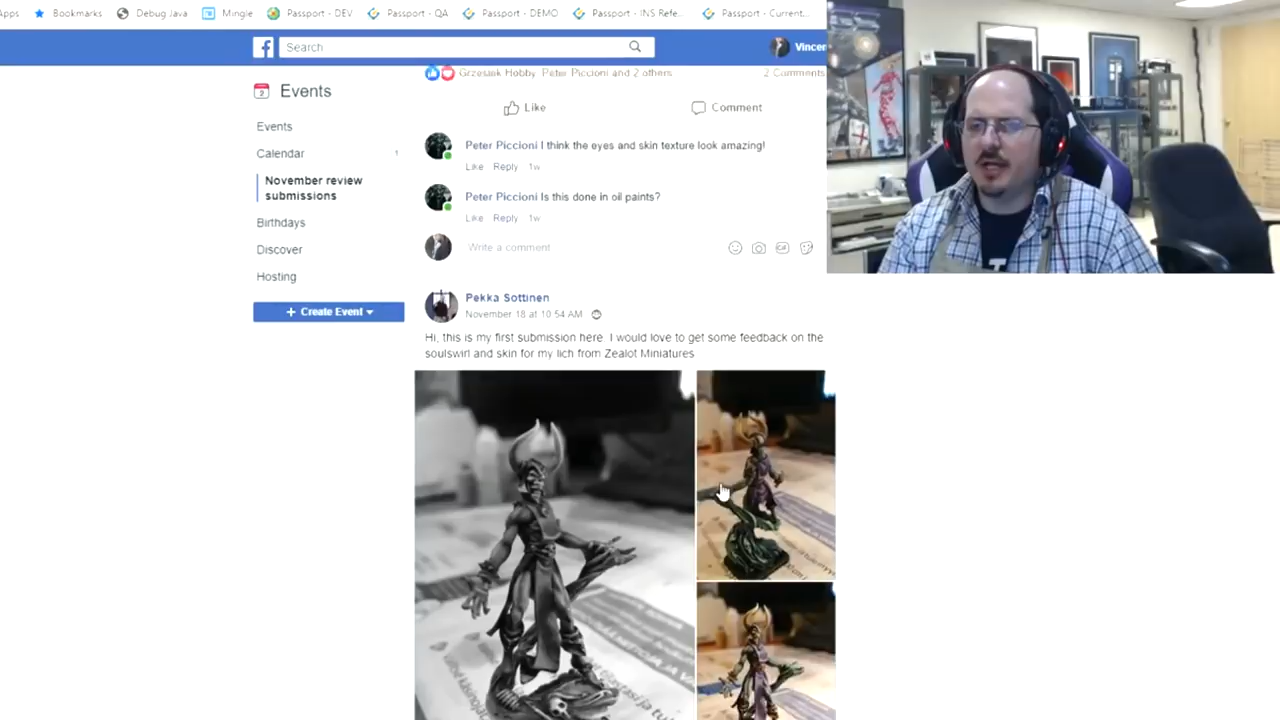 Apps Bookmarks Debug Java Mingle Passport - DEV Passport - QA Passport - DEMO Passport - INS Refe... Passport - Current...
Search
Vincen
Events
Events
Calendar 1
November review
submissions
Birthdays
Discover
Hosting
+ Create Event
Grzesiek Hobby, Peter Piccioni and 2 others 2 Comments
Like Comment
Peter Piccioni I think the eyes and skin texture look amazing!
Like Reply 1w
Peter Piccioni Is this done in oil paints?
Like Reply 1w
Write a comment
GIF
Pekka Sottinen
November 18 at 10:54 AM
Hi, this is my first submission here. I would love to get some feedback on the
soulswirl and skin for my lich from Zealot Miniatures